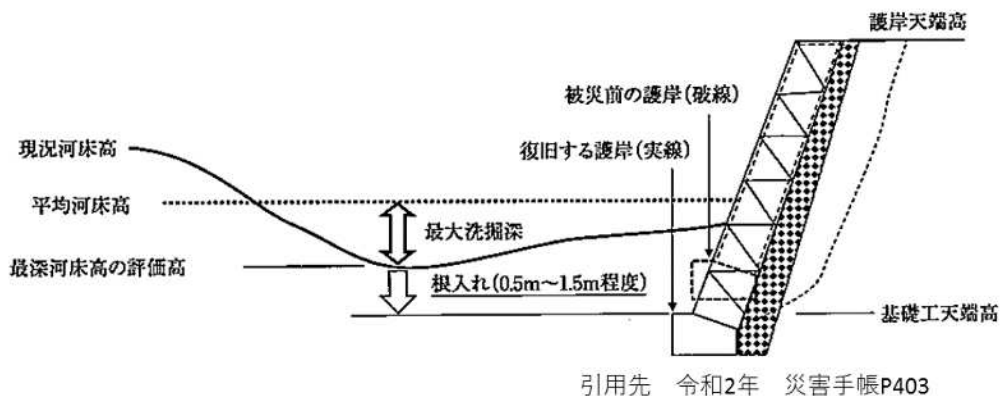 護岸天端高
被災前の護岸(破線)
現況河床高
復旧する護岸(実線)
平均河床高
最大洗掘深
最深河床高の評価高
根入れ(0.5m~1.5m程度)
基礎工天端高
引用先 令和2年 災害手帳P403